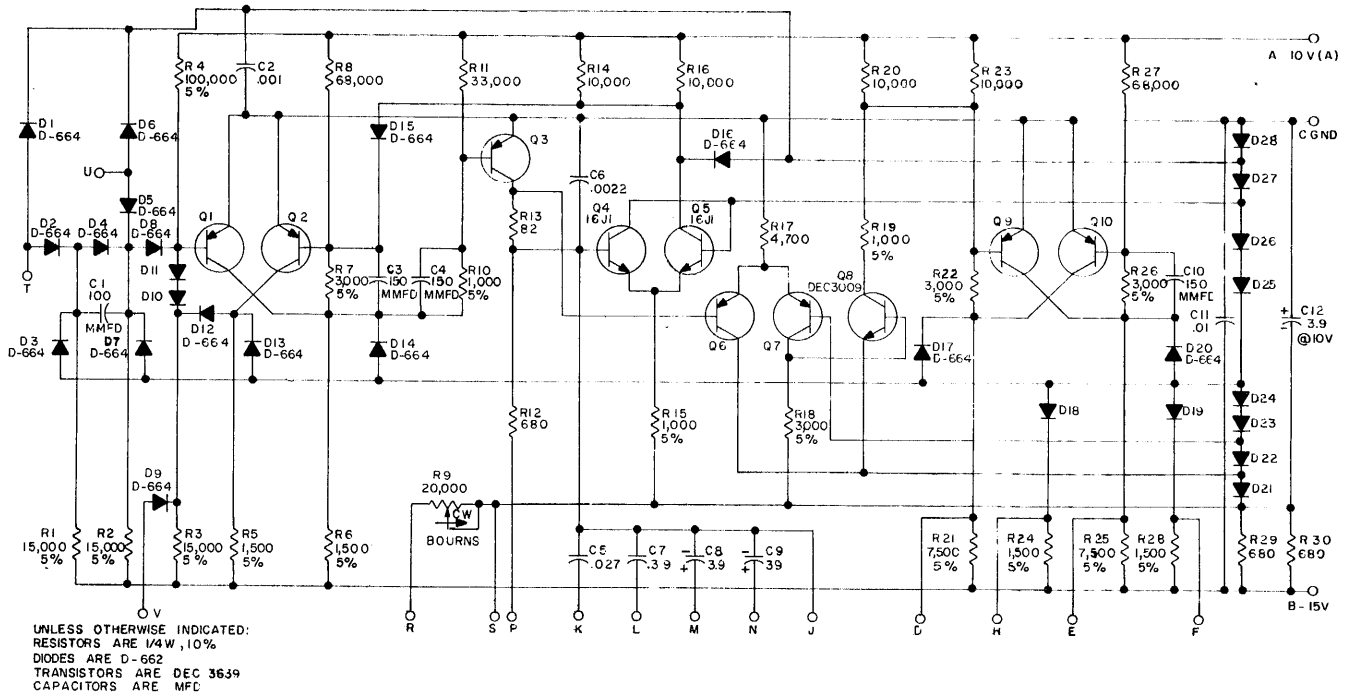 A 10V(A)
R4
100,000
5%
C2
.001
R8
68,000
R11
33,000
R14
10,000
R16
10,000
R20
10,000
R23
10,000
R27
68,000
D1
D-664
D6
D-664
D15
D-664
Q3
D16
D-664
C GND
D28
U
D5
D-664
C6
.0022
D27
D2
D-664
D4
D-664
D8
D-664
Q1
Q2
R13
82
Q4
16J1
Q5
16J1
R17
4,700
R19
1,000
5%
Q9
Q10
D26
T
D11
D10
R7
3,000
5%
C3
150
MMFD
C4
150
MMFD
R10
1,000
5%
Q8
DEC3009
R22
3,000
5%
R26
3,000
5%
C10
150
MMFD
D25
C1
100
MMFD
D12
D-664
C11
.01
C12
+
3.9
@10V
D3
D-664
D7
D-664
D13
D-664
D14
D-664
Q6
Q7
D17
D-664
D20
D-664
R12
680
R15
1,000
5%
R18
3,000
5%
D18
D19
D24
D23
D22
D21
D9
D-664
R9
20,000
CW
BOURNS
R1
15,000
5%
R2
15,000
5%
R3
15,000
5%
R5
1,500
5%
R6
1,500
5%
C5
.027
C7
.39
C8
3.9
C9
39
R21
7,500
5%
R24
1,500
5%
R25
7,500
5%
R28
1,500
5%
R29
680
R30
680
B-15V
V
R
S
P
K
L
M
N
J
D
H
E
F
UNLESS OTHERWISE INDICATED:
RESISTORS ARE 1/4W, 10%
DIODES ARE D-662
TRANSISTORS ARE DEC 3639
CAPACITORS ARE MFD